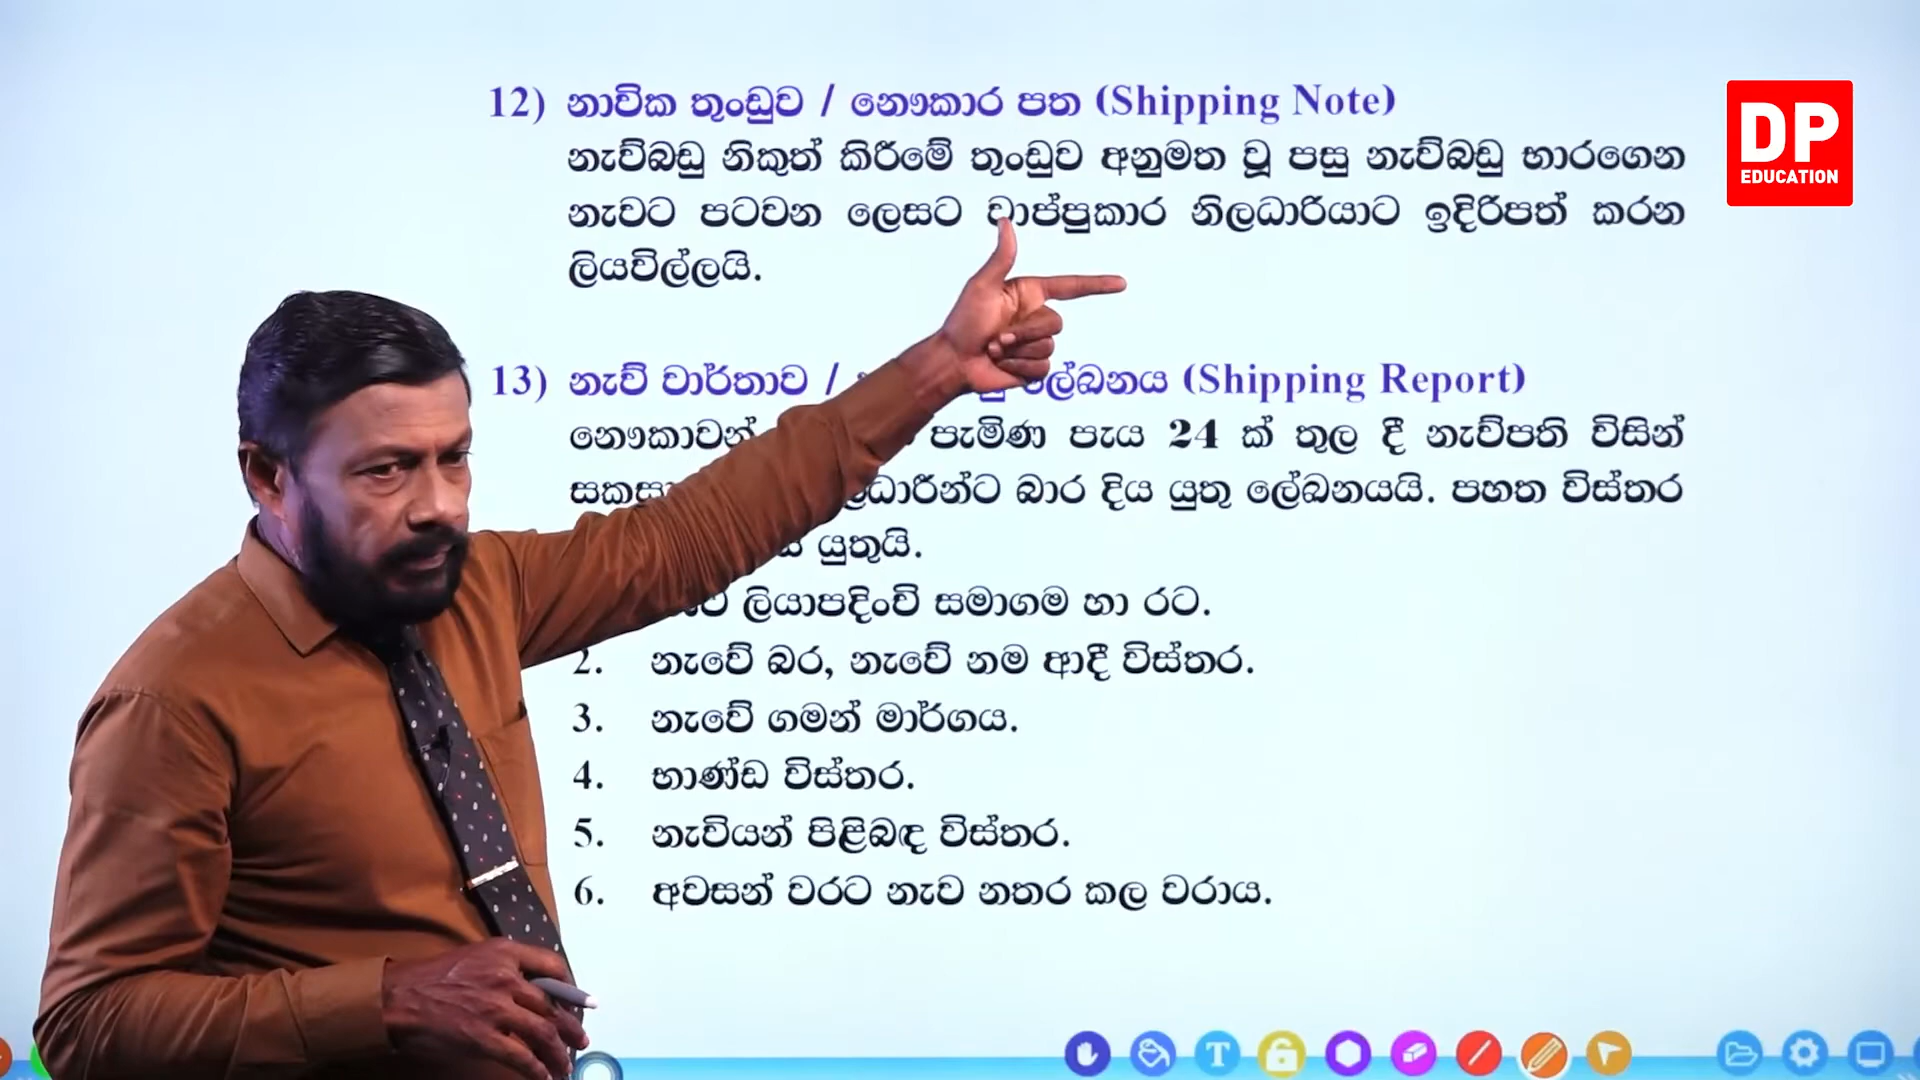 12) නාවික තුංඩුව / නෞකාර පත (Shipping Note)
DP
EDUCATION
නැව්බඩු නිකුත් කිරීමේ තුංඩුව අනුමත වූ පසු නැව්බඩු භාරගෙන
නැවට පටවන ලෙසට වාප්පුකාර නිලධාරියාට ඉදිරිපත් කරන
ලියවිල්ලයි.
13) නැව් වාර්තාව / ලේඛනය (Shipping Report)
නෞකාවන් පැමිණ පැය 24 ක් තුල දී නැව්පති විසින්
බාර දිය යුතු ලේඛනයයි. පහත විස්තර
යුතුයි.
ලියාපදිංචි සමාගම හා රට.
2. නැවේ බර, නැවේ නම ආදී විස්තර.
3. නැවේ ගමන් මාර්ගය.
4. භාණ්ඩ විස්තර.
5. නැවියන් පිළිබඳ විස්තර.
6. අවසන් වරට නැව නතර කල වරාය.